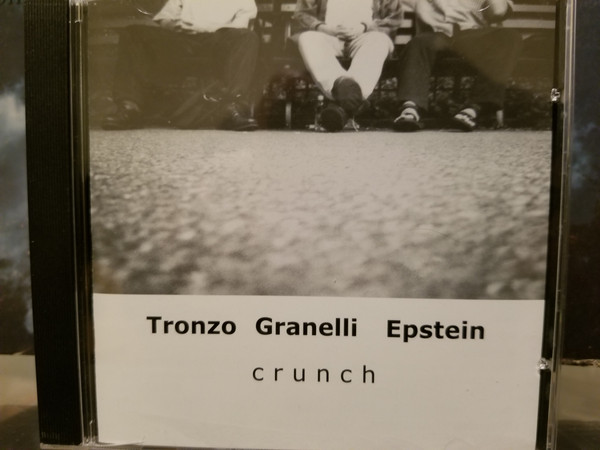 Tronzo Granelli Epstein
crunch